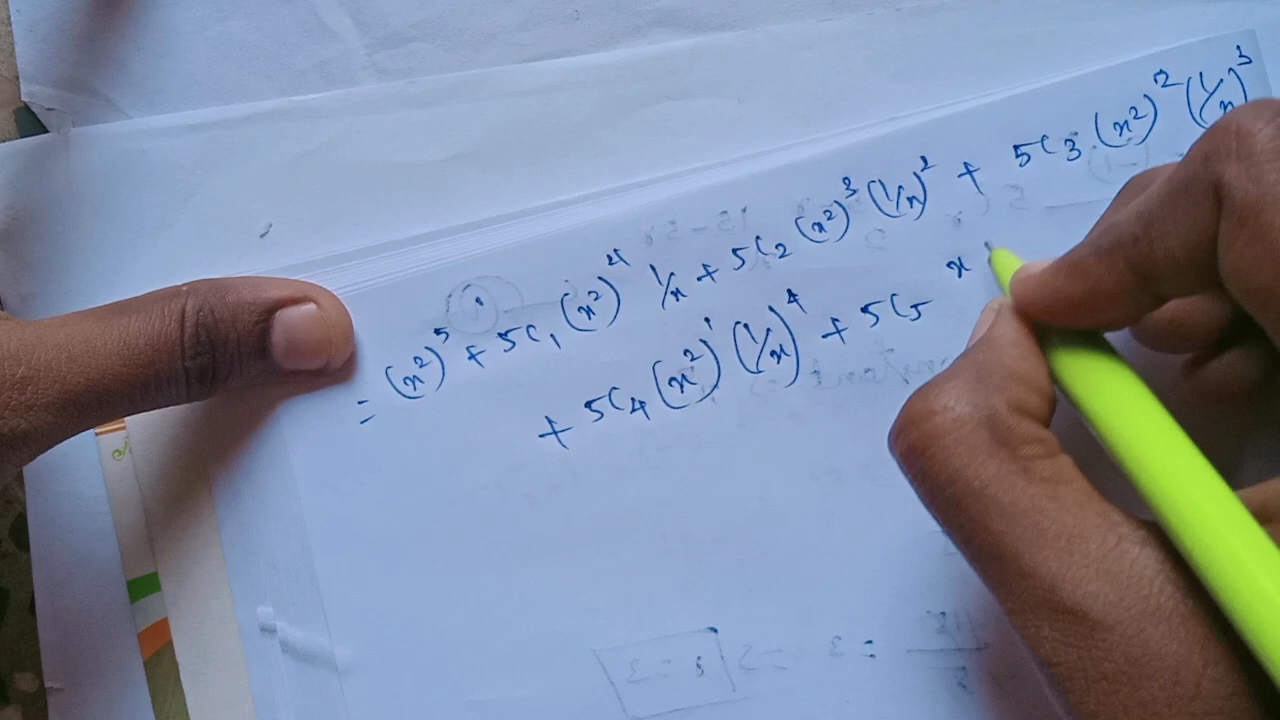 = (x²)⁵ + 5C₁ (x²)⁴ 1/x + 5C₂ (x²)³ (1/x)² + 5C₃ (x²)² (1/x)³
+ 5C₄ (x²)¹ (1/x)⁴ + 5C₅ x